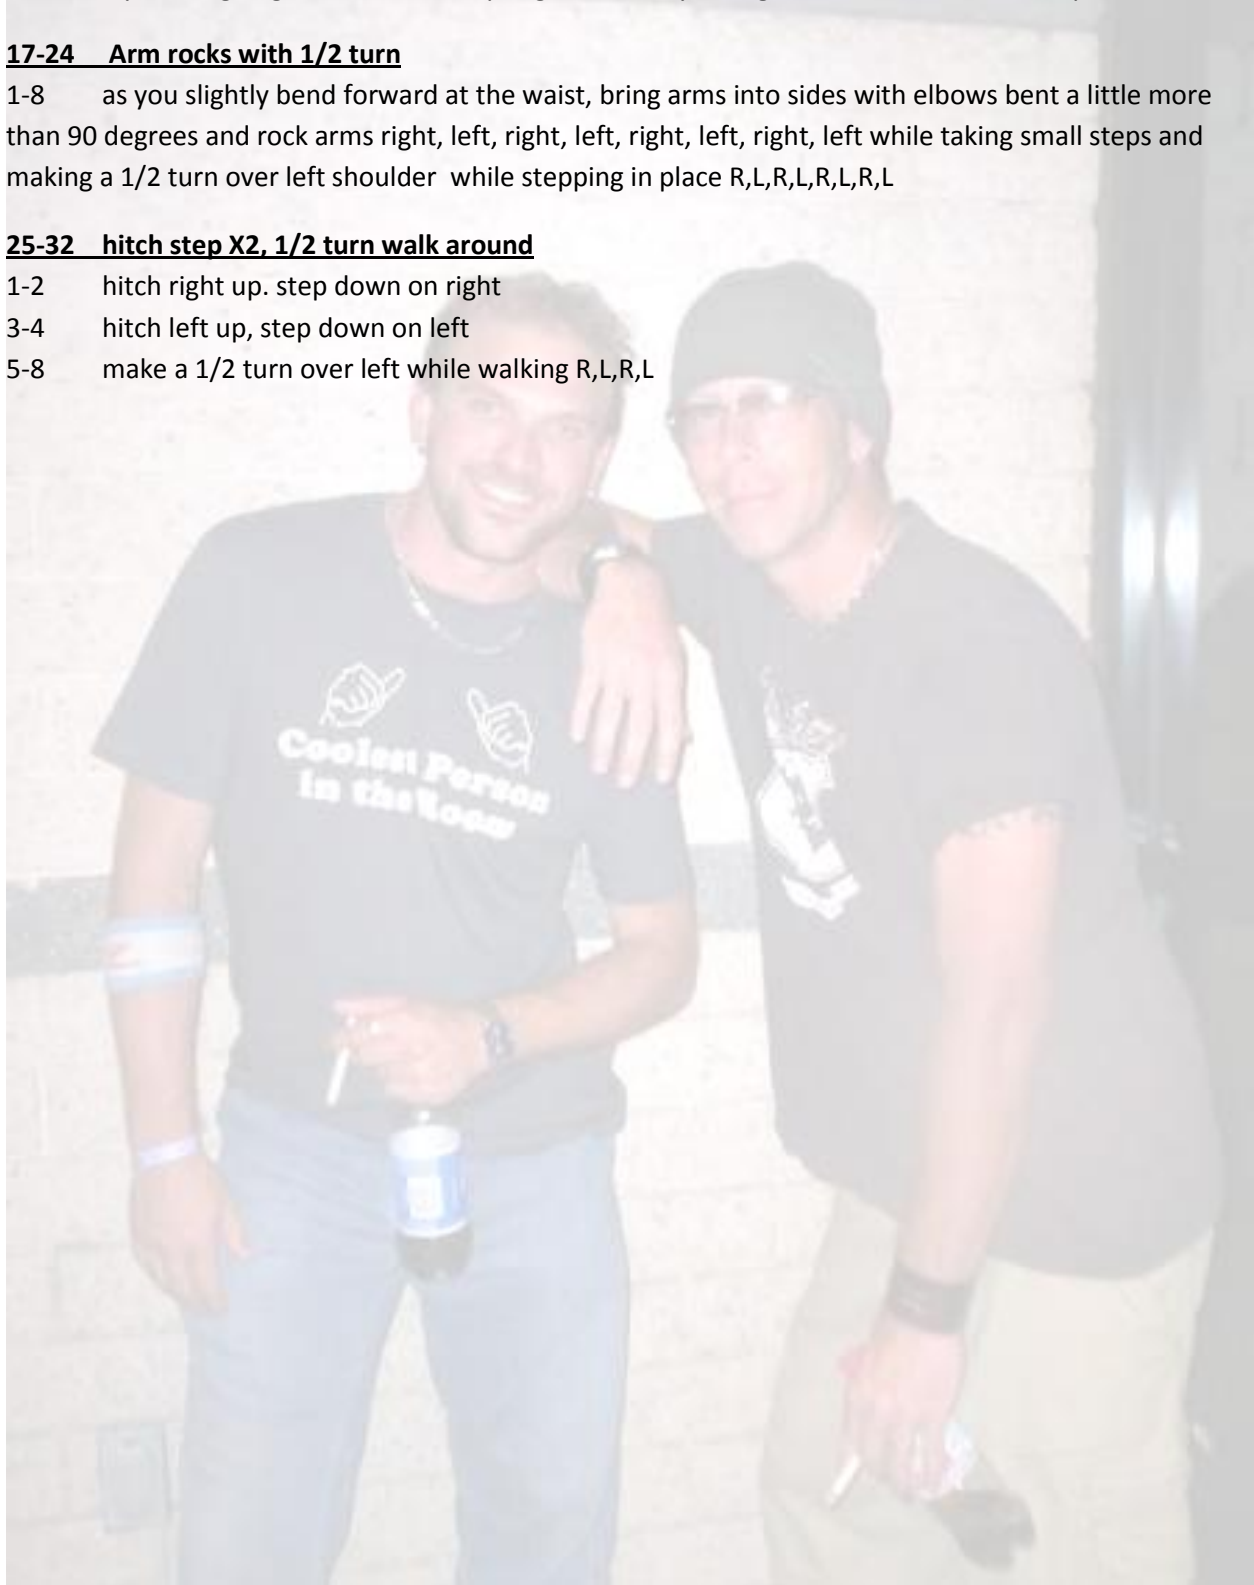 17-24 Arm rocks with 1/2 turn
1-8 as you slightly bend forward at the waist, bring arms into sides with elbows bent a little more
than 90 degrees and rock arms right, left, right, left, right, left, right, left while taking small steps and
making a 1/2 turn over left shoulder while stepping in place R,L,R,L,R,L,R,L
25-32 hitch step X2, 1/2 turn walk around
1-2 hitch right up. step down on right
3-4 hitch left up, step down on left
5-8 make a 1/2 turn over left while walking R,L,R,L
Coolest Person
in the Room